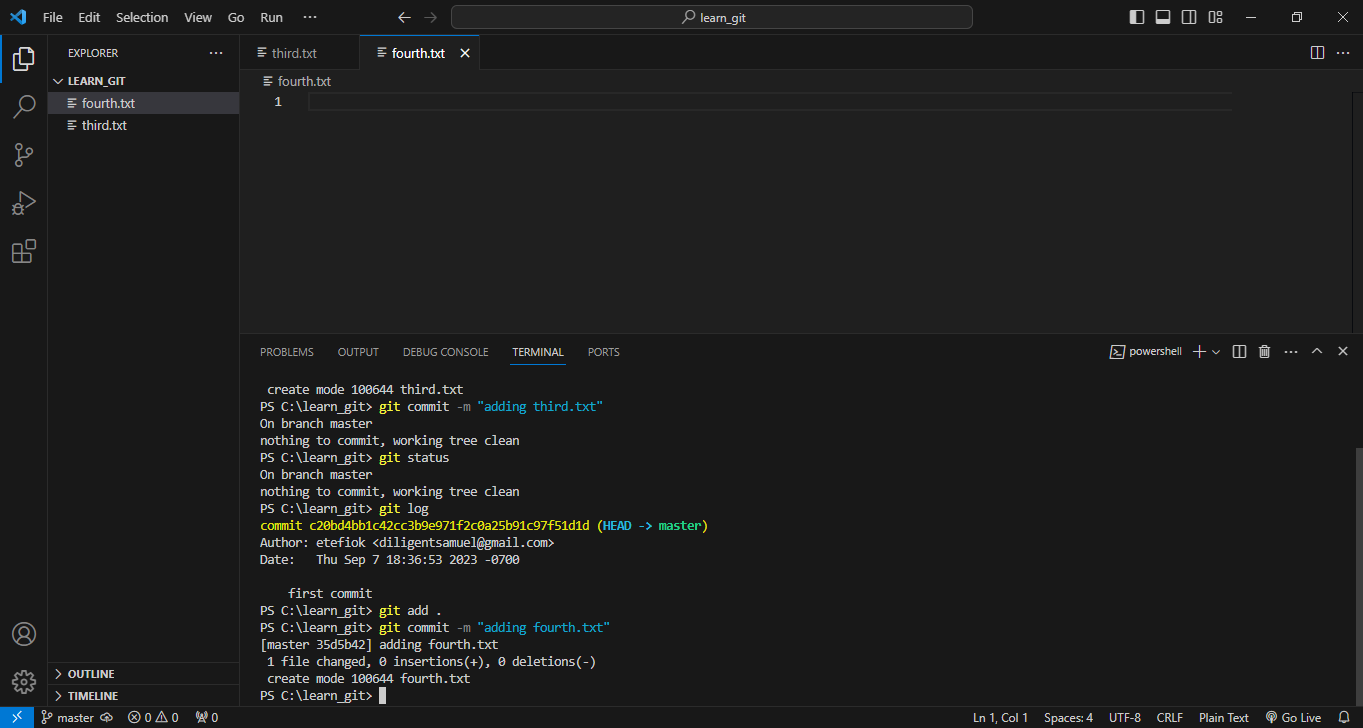 File Edit Selection View Go Run ··· learn_git
EXPLORER ···
LEARN_GIT
fourth.txt
third.txt
OUTLINE
TIMELINE
third.txt fourth.txt
fourth.txt
1
PROBLEMS OUTPUT DEBUG CONSOLE TERMINAL PORTS powershell
create mode 100644 third.txt
PS C:\learn_git> git commit -m "adding third.txt"
On branch master
nothing to commit, working tree clean
PS C:\learn_git> git status
On branch master
nothing to commit, working tree clean
PS C:\learn_git> git log
commit c20bd4bb1c42cc3b9e971f2c0a25b91c97f51d1d (HEAD -> master)
Author: etefiok <diligentsamuel@gmail.com>
Date:   Thu Sep 7 18:36:53 2023 -0700
first commit
PS C:\learn_git> git add .
PS C:\learn_git> git commit -m "adding fourth.txt"
[master 35d5b42] adding fourth.txt
1 file changed, 0 insertions(+), 0 deletions(-)
create mode 100644 fourth.txt
PS C:\learn_git>
master 0 0 0 Ln 1, Col 1 Spaces: 4 UTF-8 CRLF Plain Text Go Live